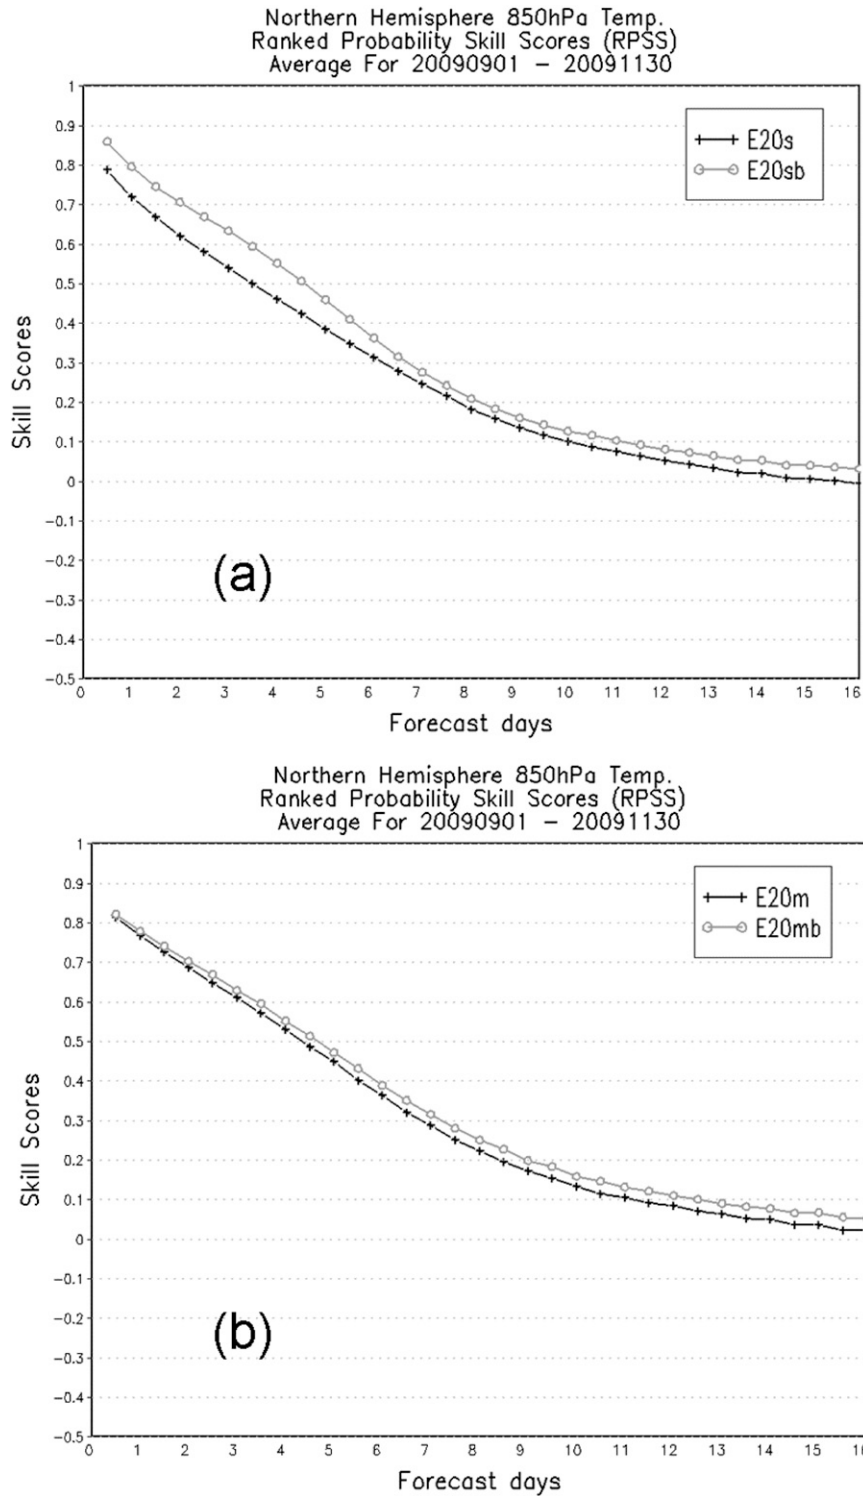 Northern Hemisphere 850hPa Temp.
Ranked Probability Skill Scores (RPSS)
Average For 20090901 – 20091130
1
0.9
0.8
0.7
0.6
0.5
0.4
0.3
0.2
0.1
0
−0.1
−0.2
−0.3
−0.4
−0.5
Skill Scores
E20s
E20sb
(a)
0 1 2 3 4 5 6 7 8 9 10 11 12 13 14 15 16
Forecast days
Northern Hemisphere 850hPa Temp.
Ranked Probability Skill Scores (RPSS)
Average For 20090901 – 20091130
1
0.9
0.8
0.7
0.6
0.5
0.4
0.3
0.2
0.1
0
−0.1
−0.2
−0.3
−0.4
−0.5
Skill Scores
E20m
E20mb
(b)
0 1 2 3 4 5 6 7 8 9 10 11 12 13 14 15
Forecast days